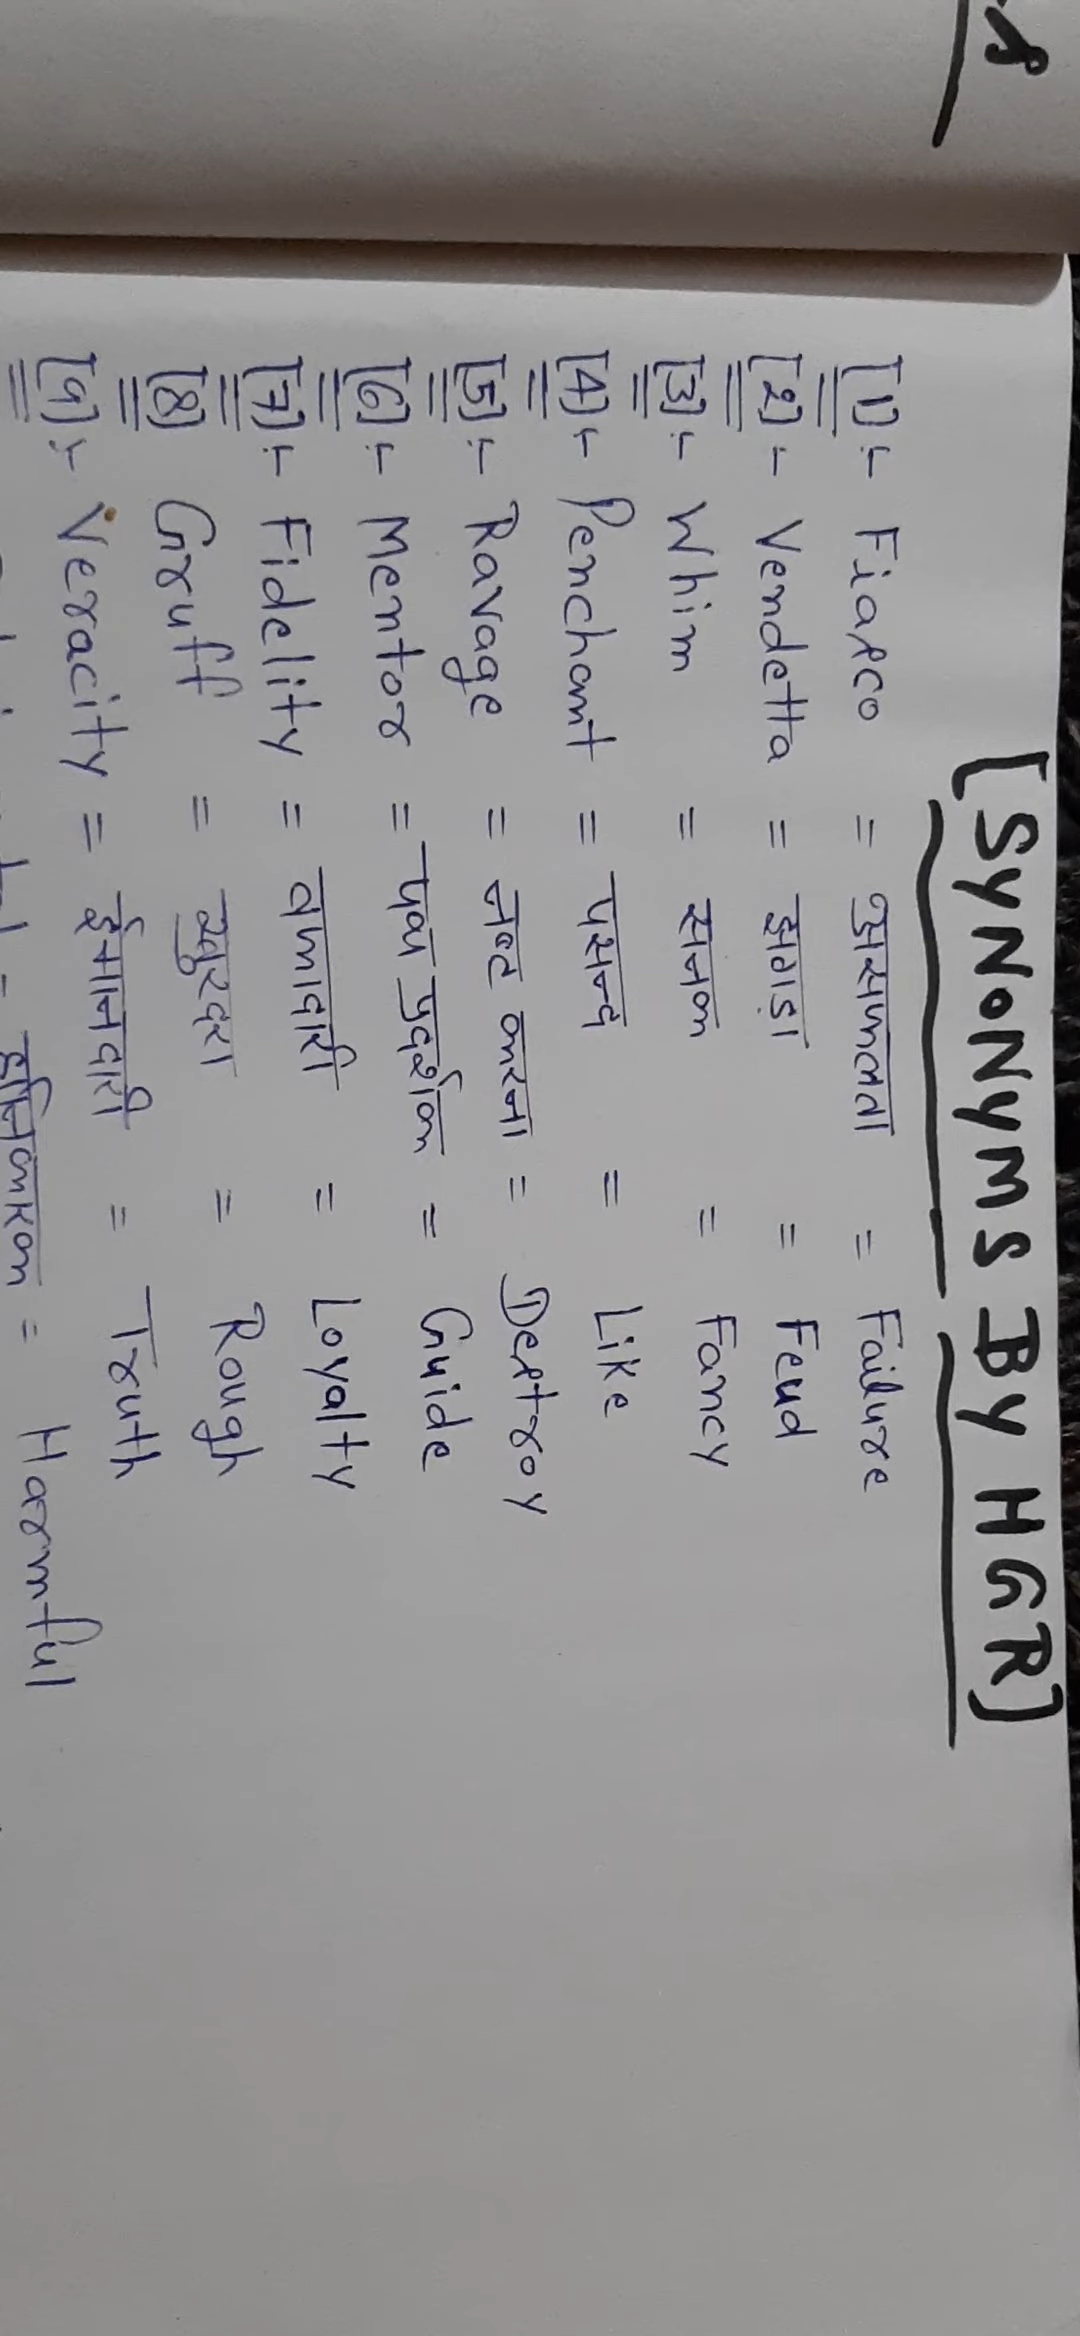 [SYNONYMS BY HGR]
[1]:- Fiasco = असफलता = Failure
[2]:- Vendetta = झगड़ा = Feud
[3]:- Whim = सनक = Fancy
[4]:- Penchant = पसन्द = Like
[5]:- Ravage = नष्ट करना = Destroy
[6]:- Mentor = पथ प्रदर्शक = Guide
[7]:- Fidelity = वफादारी = Loyalty
[8] Gruff = खुरदरा = Rough
[9]:- Veracity = ईमानदारी = Truth
= हानिकारक = Harmful